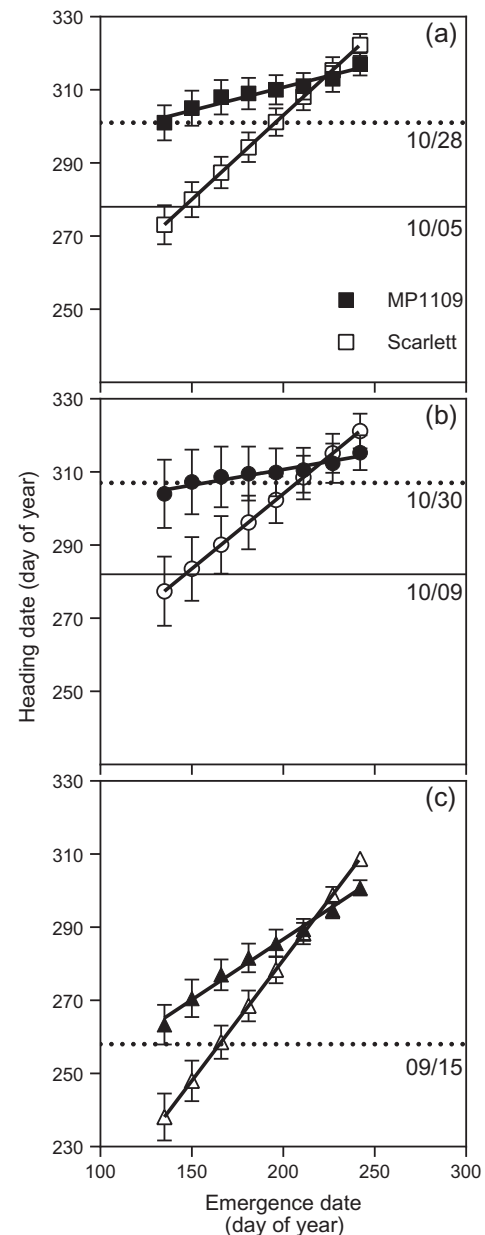 (a)
330
310
290
270
250
10/28
10/05
MP1109
Scarlett
(b)
330
310
290
270
250
10/30
10/09
Heading date (day of year)
(c)
330
310
290
270
250
230
09/15
100 150 200 250 300
Emergence date
(day of year)